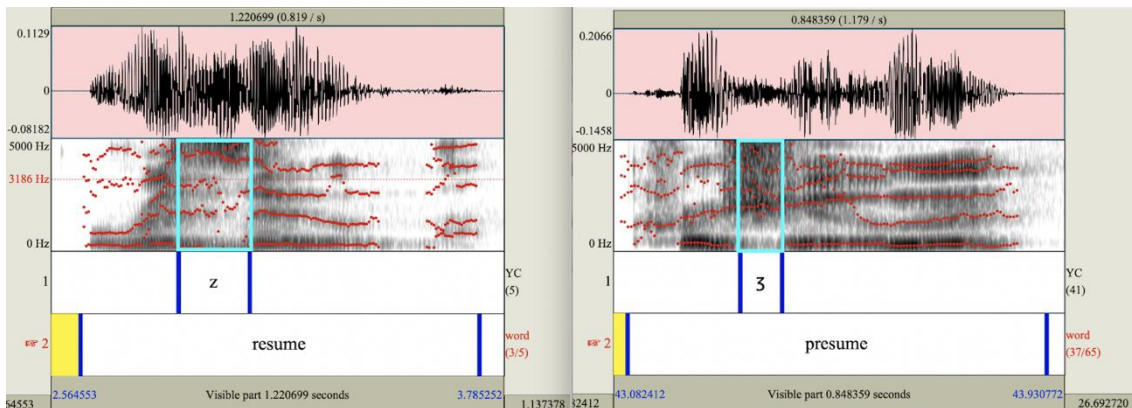 1.220699 (0.819 / s)
0.1129
0
-0.08182
5000 Hz
3186 Hz
0 Hz
1
z
YC
(5)
2
resume
word
(3/5)
2.564553
Visible part 1.220699 seconds
3.785252
64553
1.137378
0.848359 (1.179 / s)
0.2066
0
-0.1458
5000 Hz
0 Hz
1
ʒ
YC
(41)
2
presume
word
(37/65)
43.082412
Visible part 0.848359 seconds
43.930772
82412
26.692720